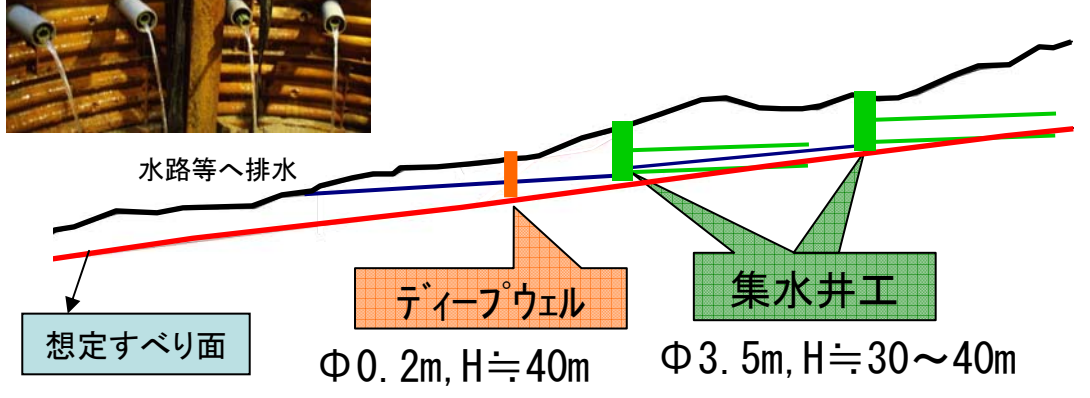 水路等へ排水
ディープウェル
集水井工
想定すべり面
Φ0.2m,H≒40m
Φ3.5m,H≒30～40m